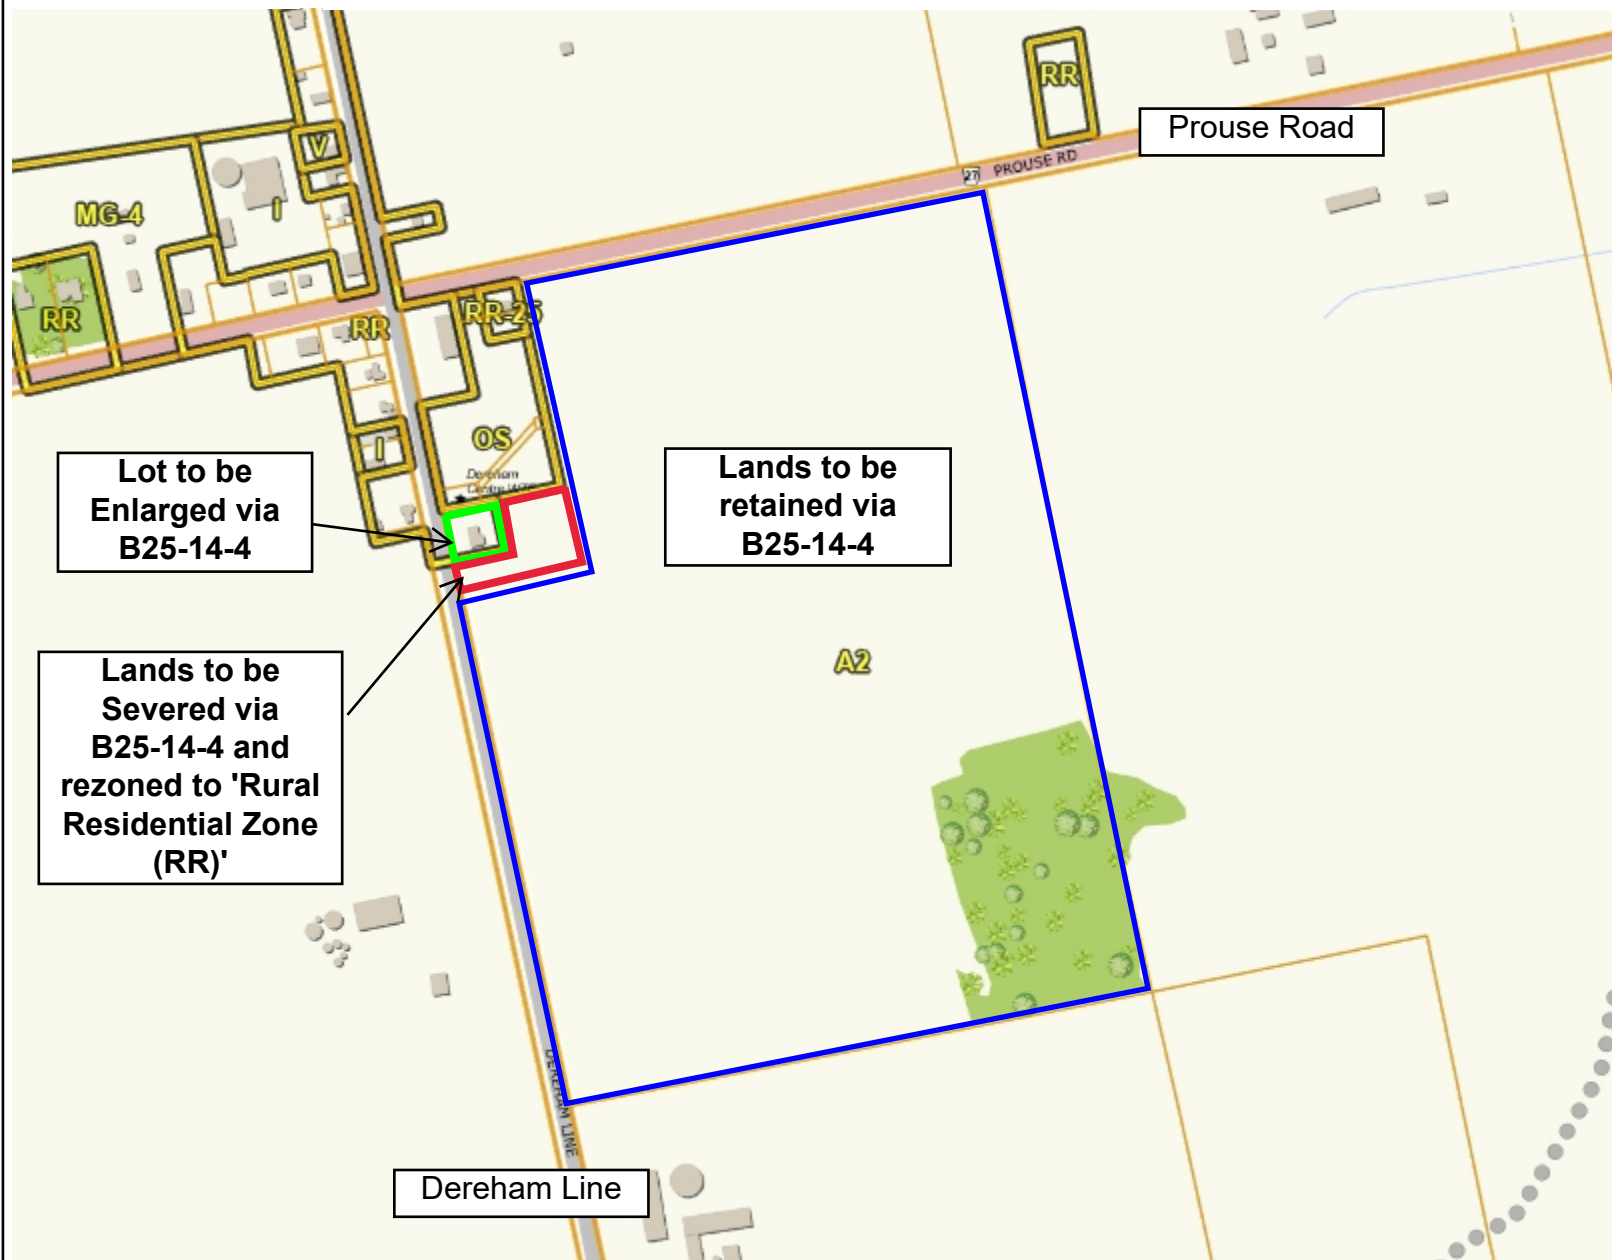 RR
Prouse Road
27 PROUSE RD
V
MG-4
I
RR
RR
RR-25
OS
I
Dereham
Lot to be
Enlarged via
B25-14-4
Lands to be
retained via
B25-14-4
Lands to be
Severed via
B25-14-4 and
rezoned to 'Rural
Residential Zone
(RR)'
A2
DEREHAM LINE
Dereham Line